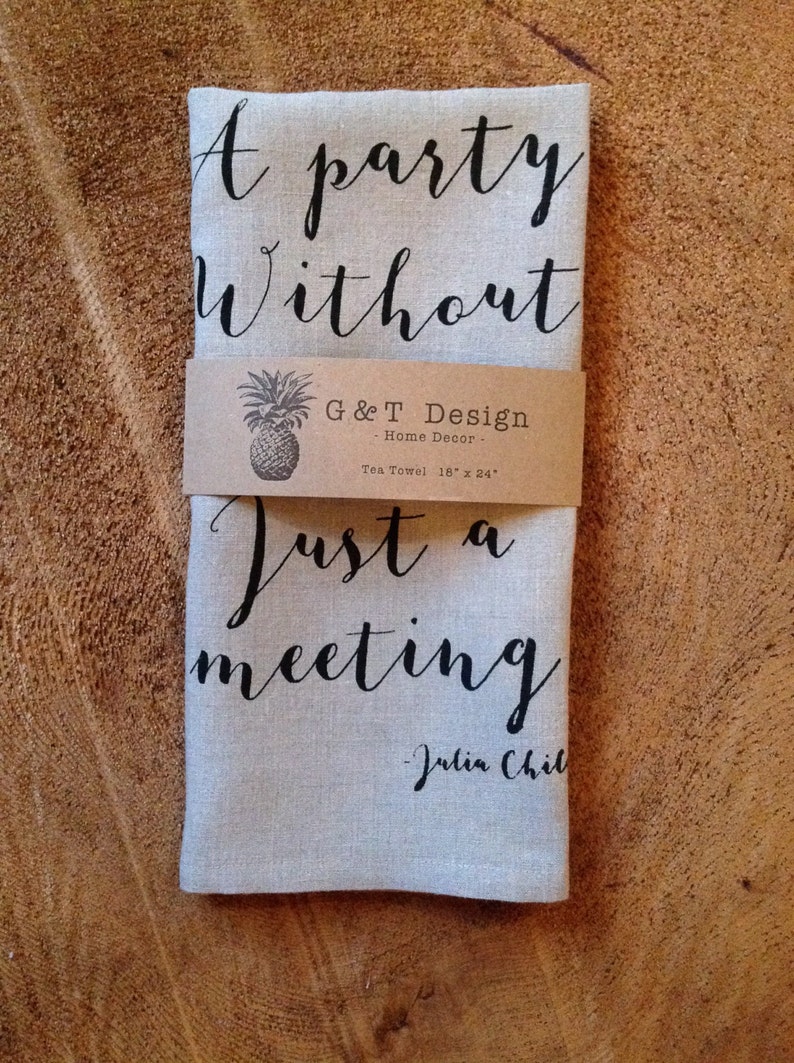 A party
Without
G & T Design
- Home Decor -
Tea Towel 18" x 24"
Just a
meeting
-Julia Chil